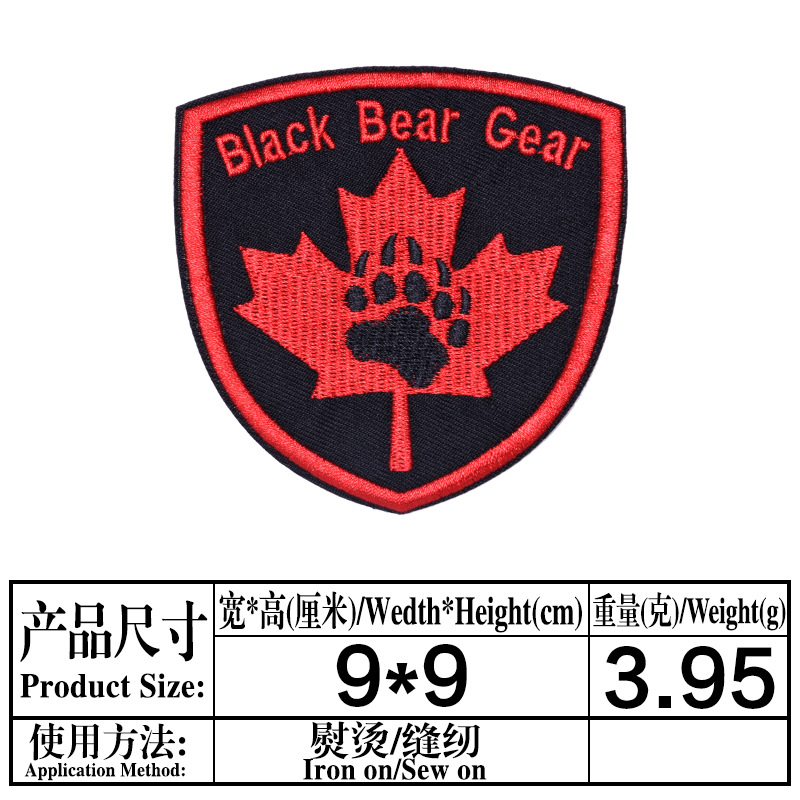 Black Bear Gear
产品尺寸
Product Size:
宽*高(厘米)/Wedth*Height(cm)
重量(克)/Weight(g)
9*9
3.95
使用方法:
Application Method:
熨烫/缝纫
Iron on/Sew on